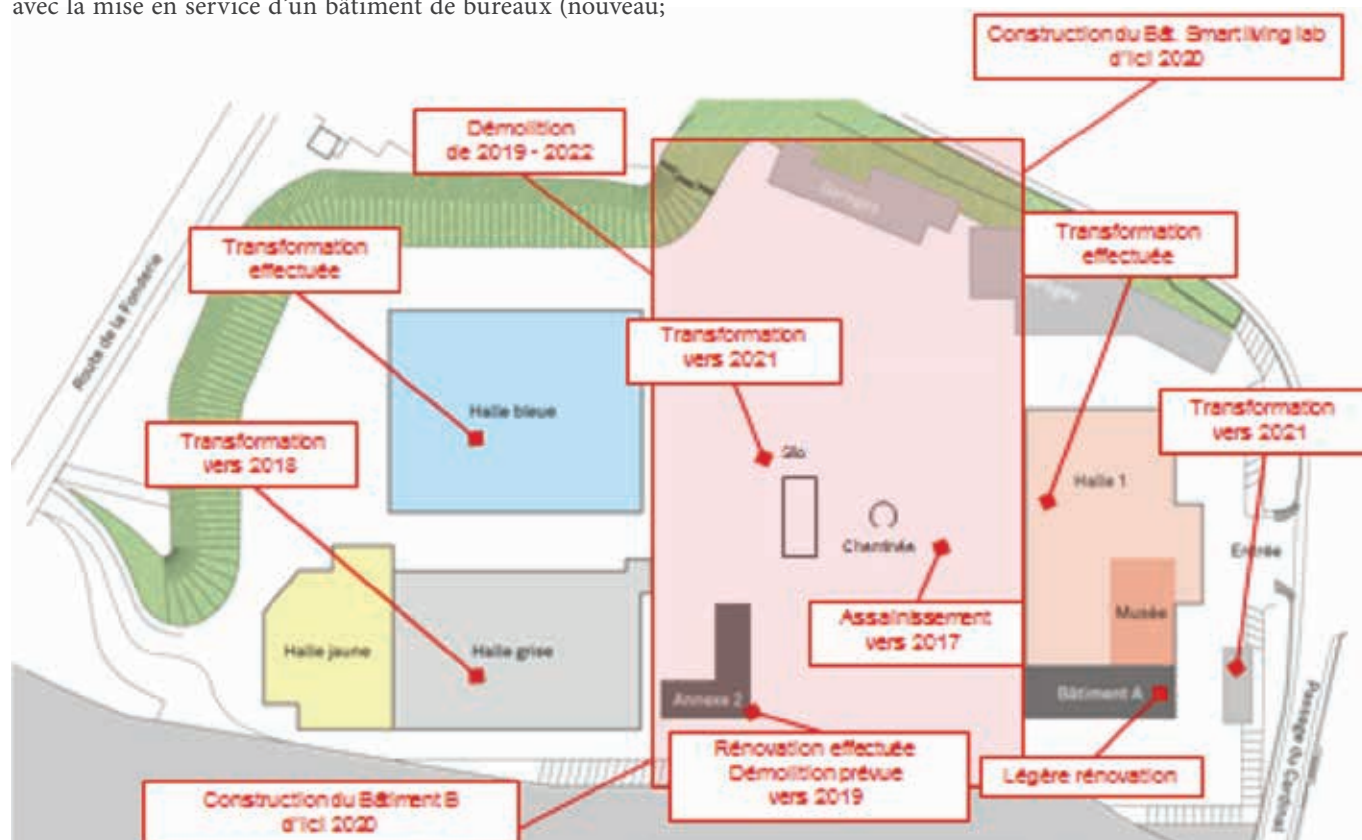 avec la mise en service d'un bâtiment de bureaux (nouveau;
Construction du Bât. Smart living lab
d'ici 2020
Démolition
de 2019 - 2022
Transformation
effectuée
Transformation
effectuée
Route de la Fonderie
Transformation
vers 2021
Halle bleue
Transformation
vers 2018
Transformation
vers 2021
Silo
Halle 1
Cheminée
Entrée
Assainissement
vers 2017
Musée
Halle jaune
Halle grise
Annexe 2
Bâtiment A
Passage du Cardinal
Rénovation effectuée
Démolition prévue
vers 2019
Légère rénovation
Construction du Bâtiment B
d'ici 2020